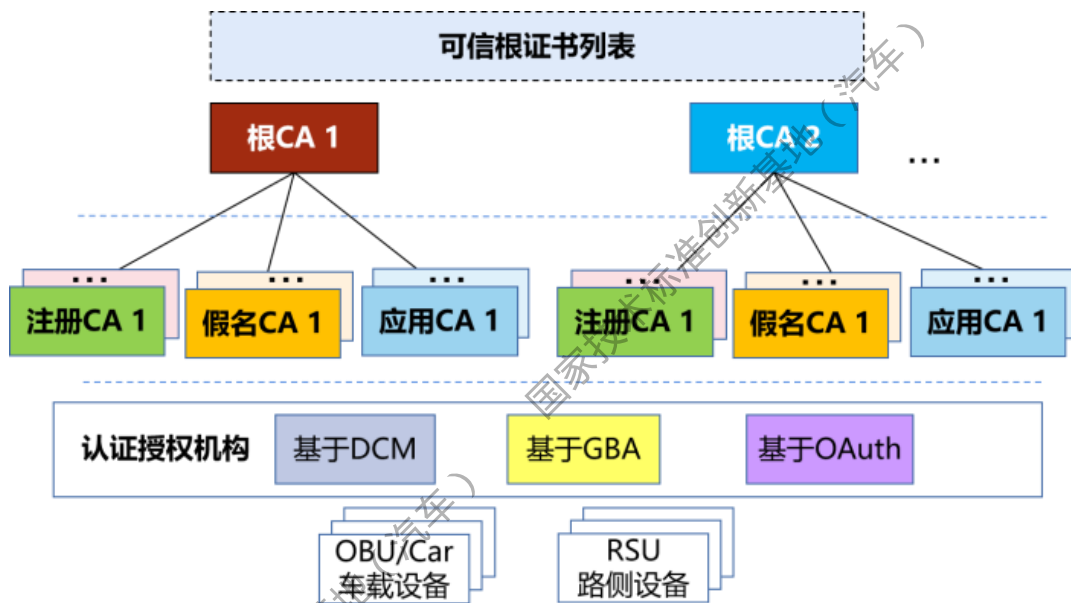 可信根证书列表
根CA 1
根CA 2
...
...
...
...
...
...
...
注册CA 1
假名CA 1
应用CA 1
注册CA 1
假名CA 1
应用CA 1
认证授权机构
基于DCM
基于GBA
基于OAuth
OBU/Car
车载设备
RSU
路侧设备
国家技术标准创新基地（汽车）
（汽车）